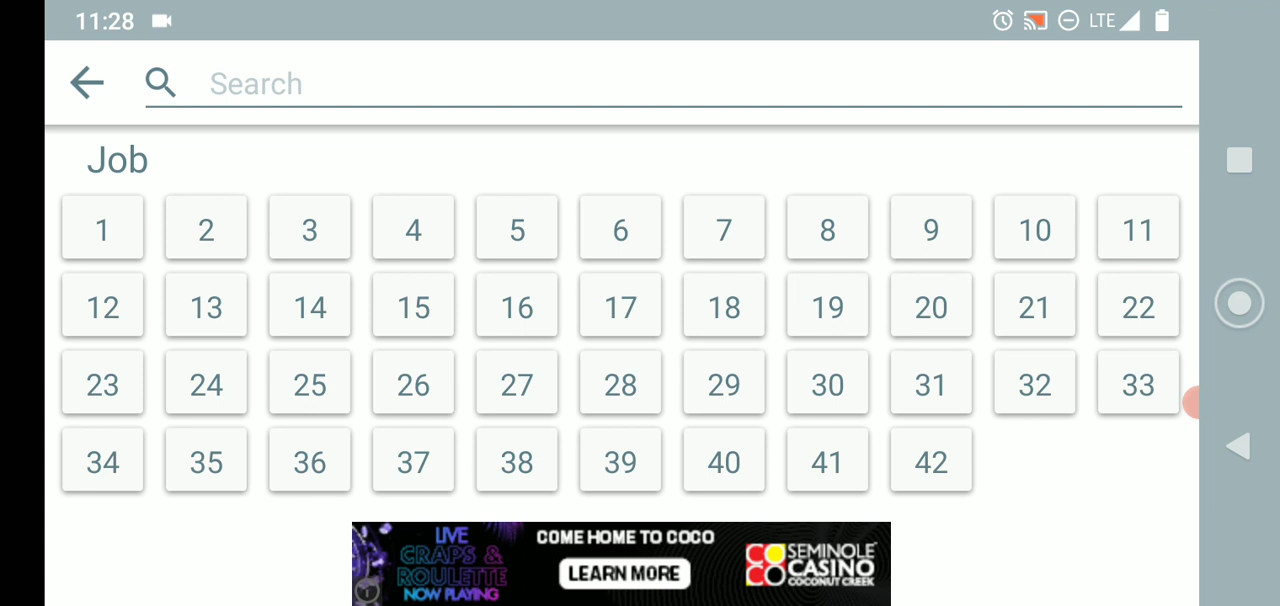 11:28 LTE
Search
Job
1 2 3 4 5 6 7 8 9 10 11
12 13 14 15 16 17 18 19 20 21 22
23 24 25 26 27 28 29 30 31 32 33
34 35 36 37 38 39 40 41 42
LIVE
CRAPS &
ROULETTE
NOW PLAYING
COME HOME TO COCO
LEARN MORE
COCO
SEMINOLE
CASINO
COCONUT CREEK